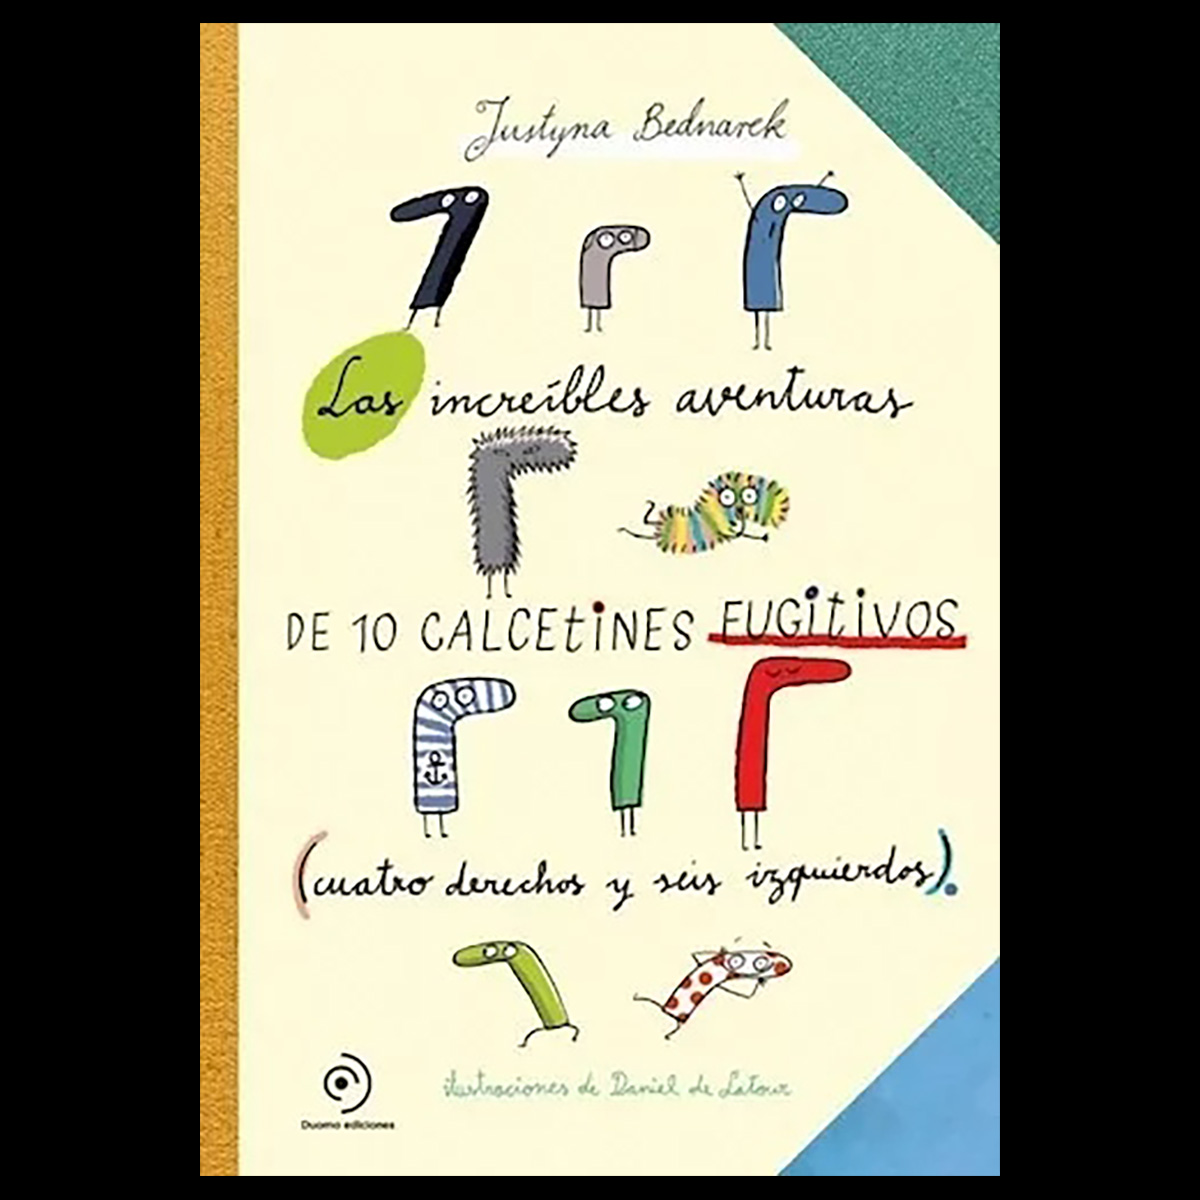 Justyna Bednarek
Las increíbles aventuras
DE 10 CALCEtiNES FUGitiVOS
(cuatro derechos y seis izquierdos).
ilustraciones de Daniel de Latour
Duomo ediciones